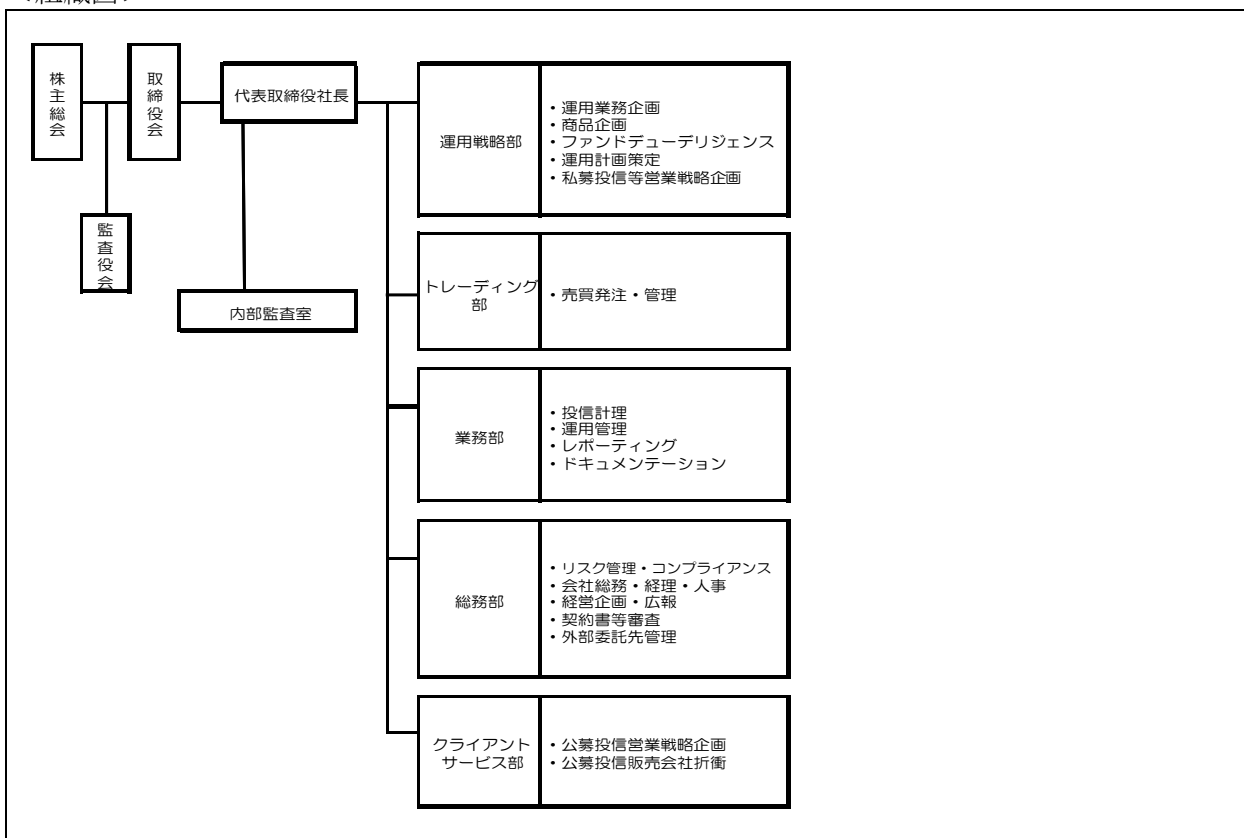 <組織図>
株主総会
取締役会
代表取締役社長
監査役会
内部監査室
運用戦略部
・運用業務企画
・商品企画
・ファンドデューデリジェンス
・運用計画策定
・私募投信等営業戦略企画
トレーディング
部
・売買発注・管理
業務部
・投信計理
・運用管理
・レポーティング
・ドキュメンテーション
総務部
・リスク管理・コンプライアンス
・会社総務・経理・人事
・経営企画・広報
・契約書等審査
・外部委託先管理
クライアント
サービス部
・公募投信営業戦略企画
・公募投信販売会社折衝